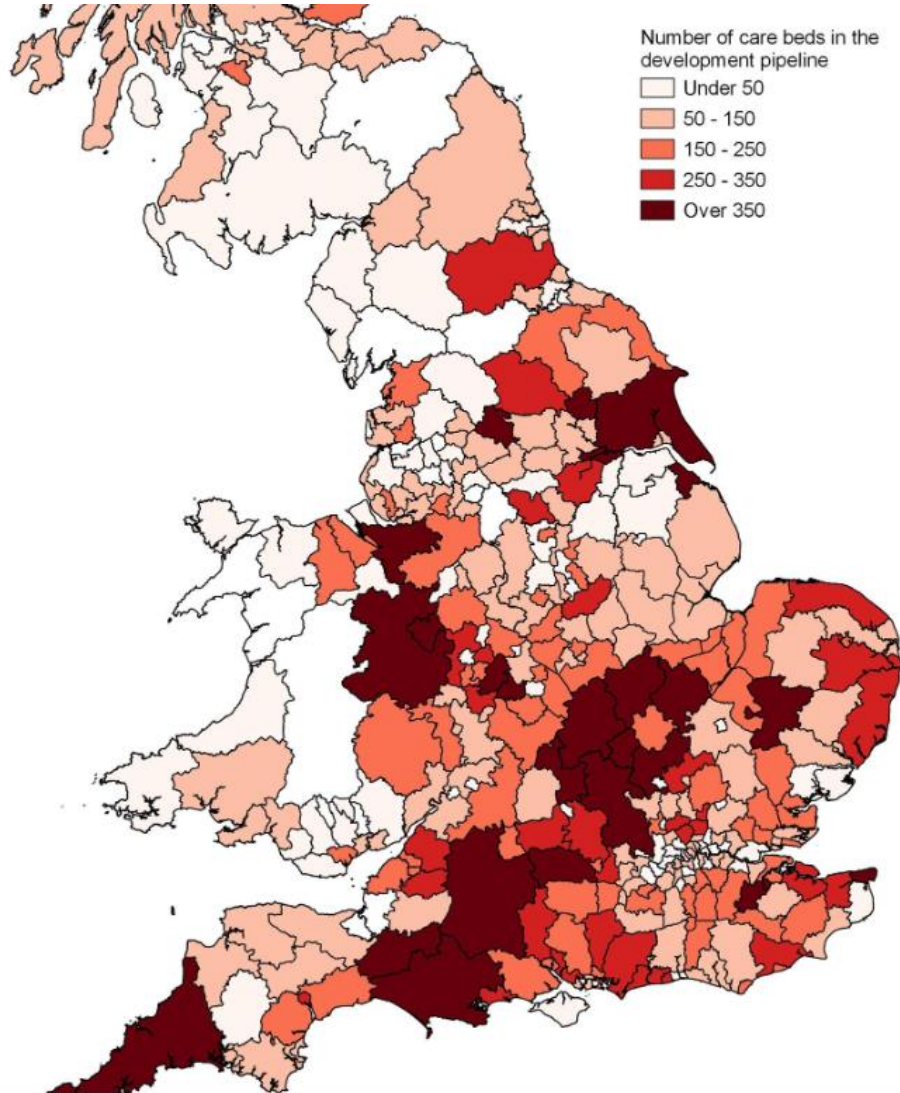 Number of care beds in the
development pipeline
Under 50
50 - 150
150 - 250
250 - 350
Over 350